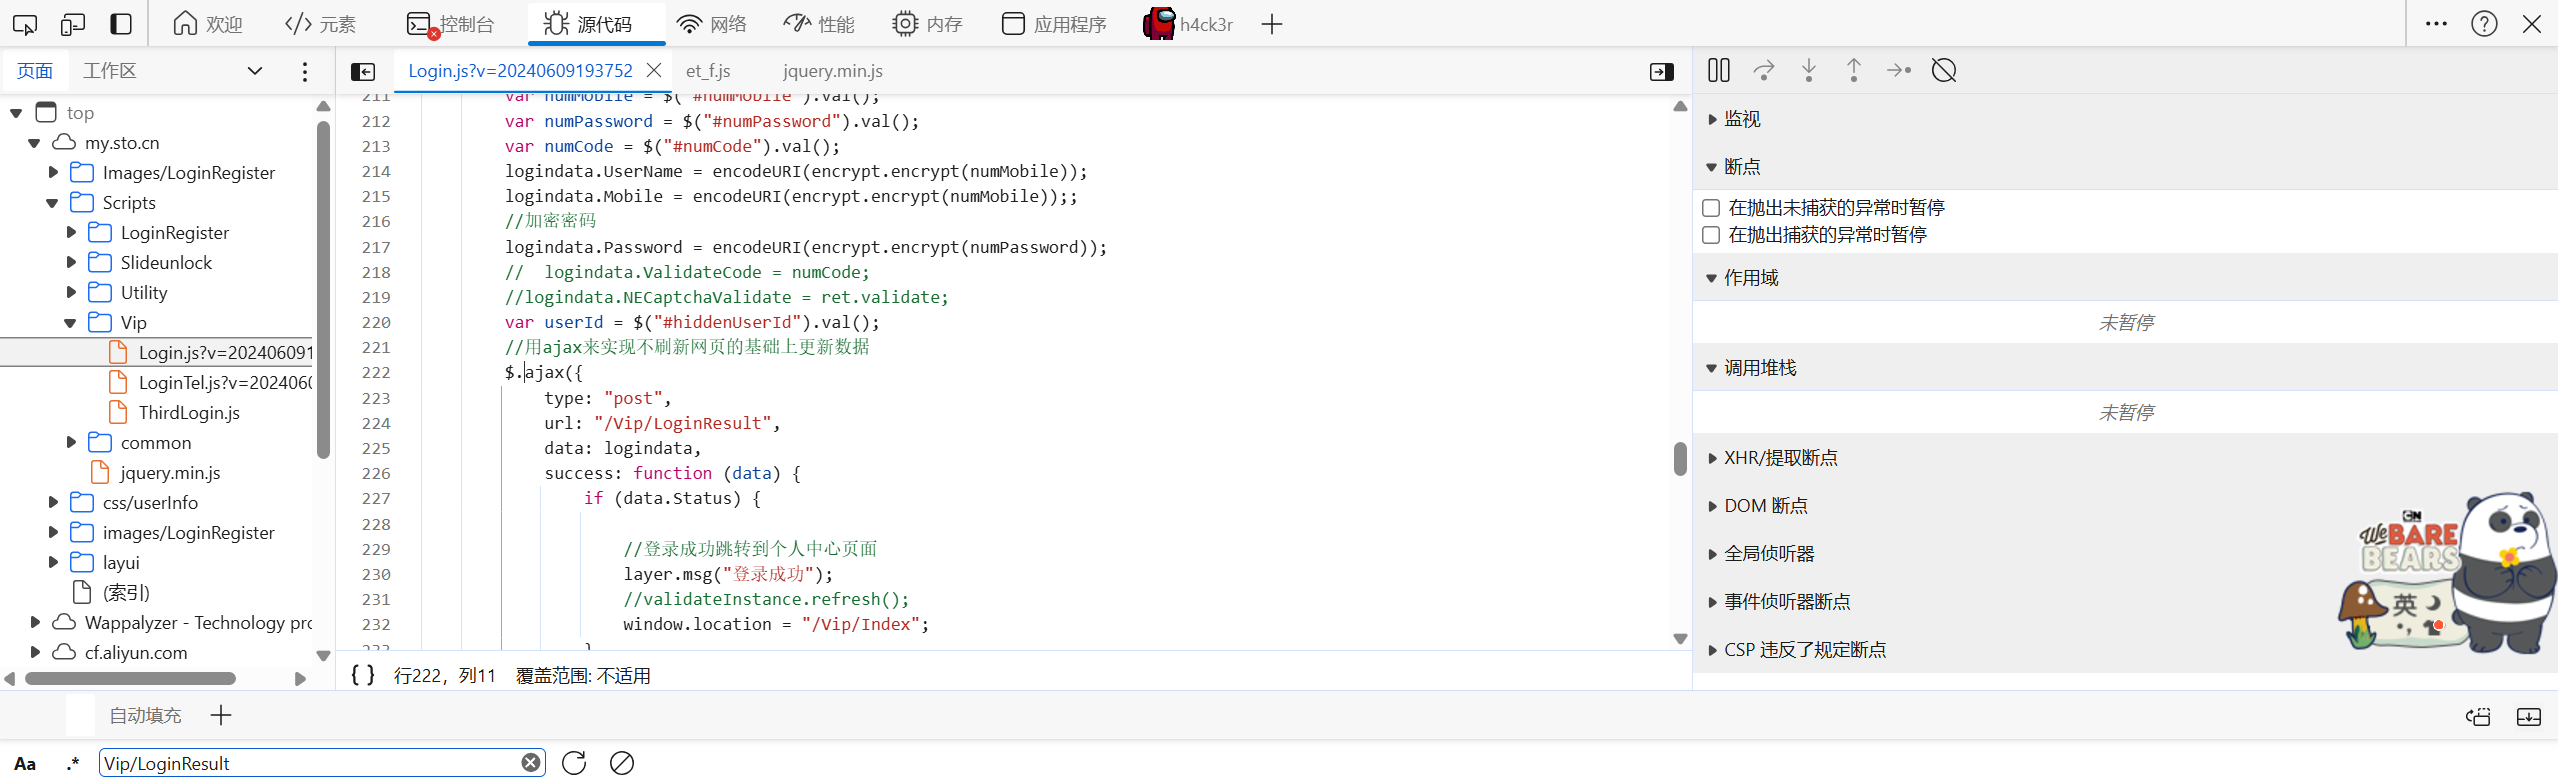 欢迎 元素 控制台 源代码 网络 性能 内存 应用程序 h4ck3r
页面 工作区
top
my.sto.cn
Images/LoginRegister
Scripts
LoginRegister
Slideunlock
Utility
Vip
Login.js?v=202406091
LoginTel.js?v=202406(
ThirdLogin.js
common
jquery.min.js
css/userInfo
images/LoginRegister
layui
(索引)
Wappalyzer - Technology pr
cf.aliyun.com
Login.js?v=20240609193752 et_f.js jquery.min.js
211 var numMobile = $("#numMobile").val();
212 var numPassword = $("#numPassword").val();
213 var numCode = $("#numCode").val();
214 logindata.UserName = encodeURI(encrypt.encrypt(numMobile));
215 logindata.Mobile = encodeURI(encrypt.encrypt(numMobile));;
216 //加密密码
217 logindata.Password = encodeURI(encrypt.encrypt(numPassword));
218 //  logindata.ValidateCode = numCode;
219 //logindata.NECaptchaValidate = ret.validate;
220 var userId = $("#hiddenUserId").val();
221 //用ajax来实现不刷新网页的基础上更新数据
222 $.ajax({
223 type: "post",
224 url: "/Vip/LoginResult",
225 data: logindata,
226 success: function (data) {
227 if (data.Status) {
228
229 //登录成功跳转到个人中心页面
230 layer.msg("登录成功");
231 //validateInstance.refresh();
232 window.location = "/Vip/Index";
{ } 行222，列11 覆盖范围: 不适用
监视
断点
在抛出未捕获的异常时暂停
在抛出捕获的异常时暂停
作用域
未暂停
调用堆栈
未暂停
XHR/提取断点
DOM 断点
全局侦听器
事件侦听器断点
CSP 违反了规定断点
CN
We BARE
BEARS
英
自动填充
Aa .* Vip/LoginResult